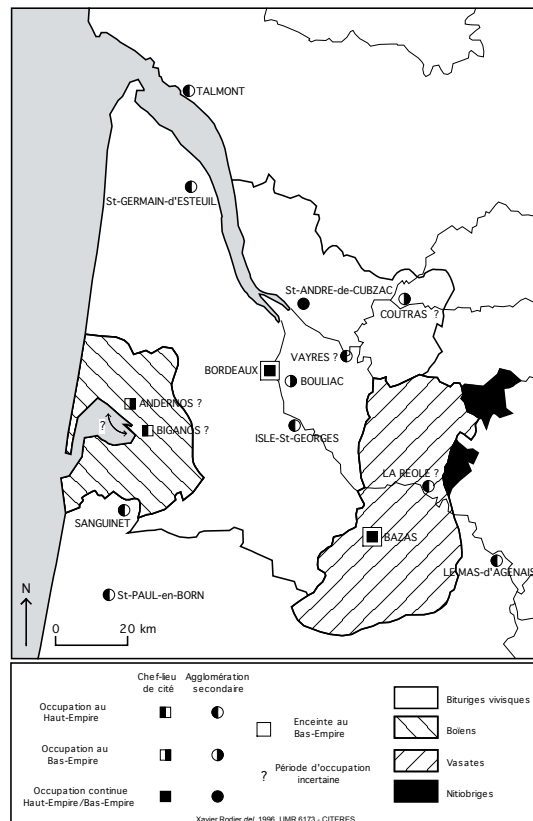 TALMONT
St-GERMAIN-d'ESTEUIL
St-ANDRE-de-CUBZAC
COUTRAS ?
VAYRES ?
BORDEAUX
BOULIAC
ANDERNOS ?
?
BIGANOS ?
ISLE-St-GEORGES
LA REOLE ?
SANGUINET
BAZAS
LE MAS-d'AGENAIS
N
St-PAUL-en-BORN
0 20 km
Chef-lieu de cité
Agglomération secondaire
Occupation au Haut-Empire
Occupation au Bas-Empire
Occupation continue Haut-Empire/Bas-Empire
Enceinte au Bas-Empire
? Période d'occupation incertaine
Bituriges vivisques
Boïens
Vasates
Nitiobriges
Xavier Rodier del. 1996, UMR 6173 - CITERES